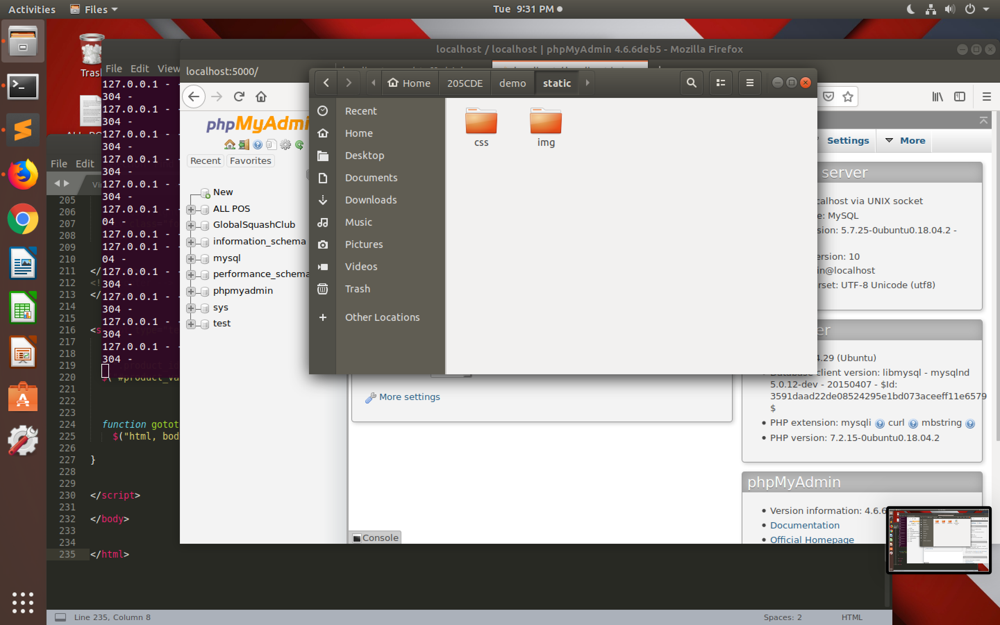 Activities
Files
Tue 9:31 PM
localhost / localhost | phpMyAdmin 4.6.6deb5 - Mozilla Firefox
File Edit View
localhost:5000/
127.0.0.1 - -
304 -
127.0.0.1 - -
304 -
127.0.0.1 - -
304 -
127.0.0.1 - -
304 -
127.0.0.1 - -
304 -
127.0.0.1 - -
04 -
127.0.0.1 - -
127.0.0.1 - -
04 -
127.0.0.1 - -
304 -
127.0.0.1 - -
304 -
127.0.0.1 - -
304 -
127.0.0.1 - -
304 -
File Edit
205
206
207
208
209
210
211 </
212 <!
213 </
214
215
216 <s
217
218
219 .product_id
220 $("#product_va
221
222
223
224 function gotot
225 $("html, bod
226
227 }
228
229
230 </script>
231
232 </body>
233
234
235 </html>
Line 235, Column 8
Spaces: 2
HTML
phpMyAdmi
Recent Favorites
New
ALL POS
GlobalSquashClub
information_schema
mysql
performance_schema
phpmyadmin
sys
test
Home 205CDE demo static
Recent
Home
Desktop
Documents
Downloads
Music
Pictures
Videos
Trash
Other Locations
css
img
Settings More
server
calhost via UNIX socket
e: MySQL
sion: 5.7.25-0ubuntu0.18.04.2 -
ersion: 10
in@localhost
rset: UTF-8 Unicode (utf8)
er
4.29 (Ubuntu)
Database client version: libmysql - mysqlnd
5.0.12-dev - 20150407 - $Id:
3591daad22de08524295e1bd073aceeff11e6579
$
PHP extension: mysqli curl mbstring
PHP version: 7.2.15-0ubuntu0.18.04.2
phpMyAdmin
Version information: 4.6.6
Documentation
Official Homepage
More settings
Console